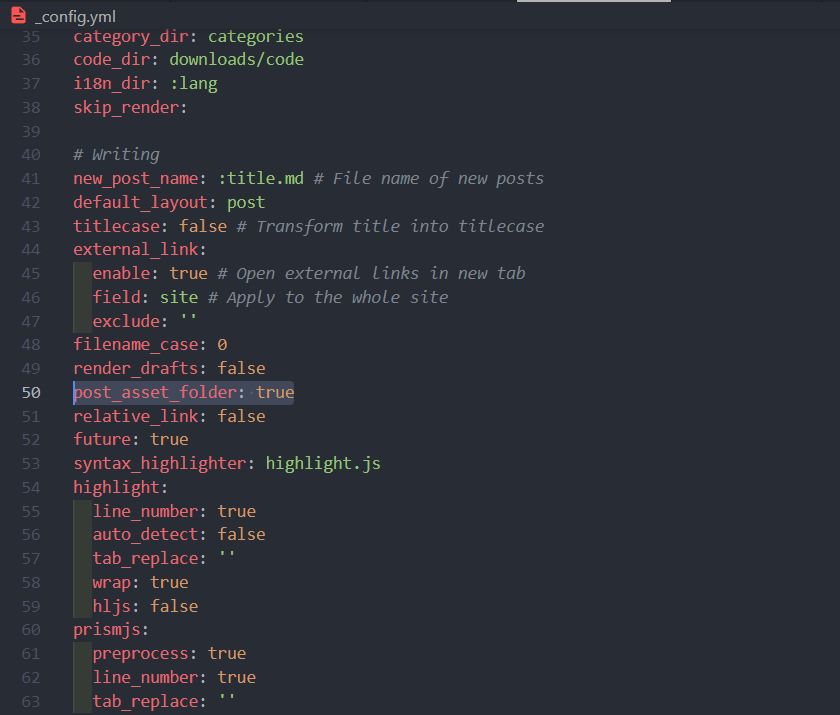 _config.yml
35 category_dir: categories
36 code_dir: downloads/code
37 i18n_dir: :lang
38 skip_render:
39
40 # Writing
41 new_post_name: :title.md # File name of new posts
42 default_layout: post
43 titlecase: false # Transform title into titlecase
44 external_link:
45 enable: true # Open external links in new tab
46 field: site # Apply to the whole site
47 exclude: ''
48 filename_case: 0
49 render_drafts: false
50 post_asset_folder: true
51 relative_link: false
52 future: true
53 syntax_highlighter: highlight.js
54 highlight:
55 line_number: true
56 auto_detect: false
57 tab_replace: ''
58 wrap: true
59 hljs: false
60 prismjs:
61 preprocess: true
62 line_number: true
63 tab_replace: ''